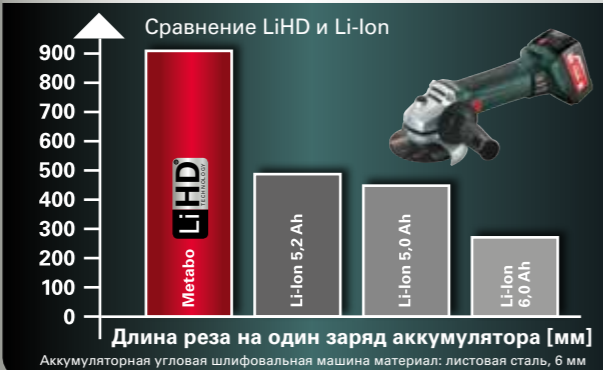 Сравнение LiHD и Li-Ion
900
800
700
600
500
400
300
200
100
0
Metabo LiHD TECHNOLOGY
Li-Ion 5,2 Ah
Li-Ion 5,0 Ah
Li-Ion
6,0 Ah
Длина реза на один заряд аккумулятора [мм]
Аккумуляторная угловая шлифовальная машина материал: листовая сталь, 6 мм